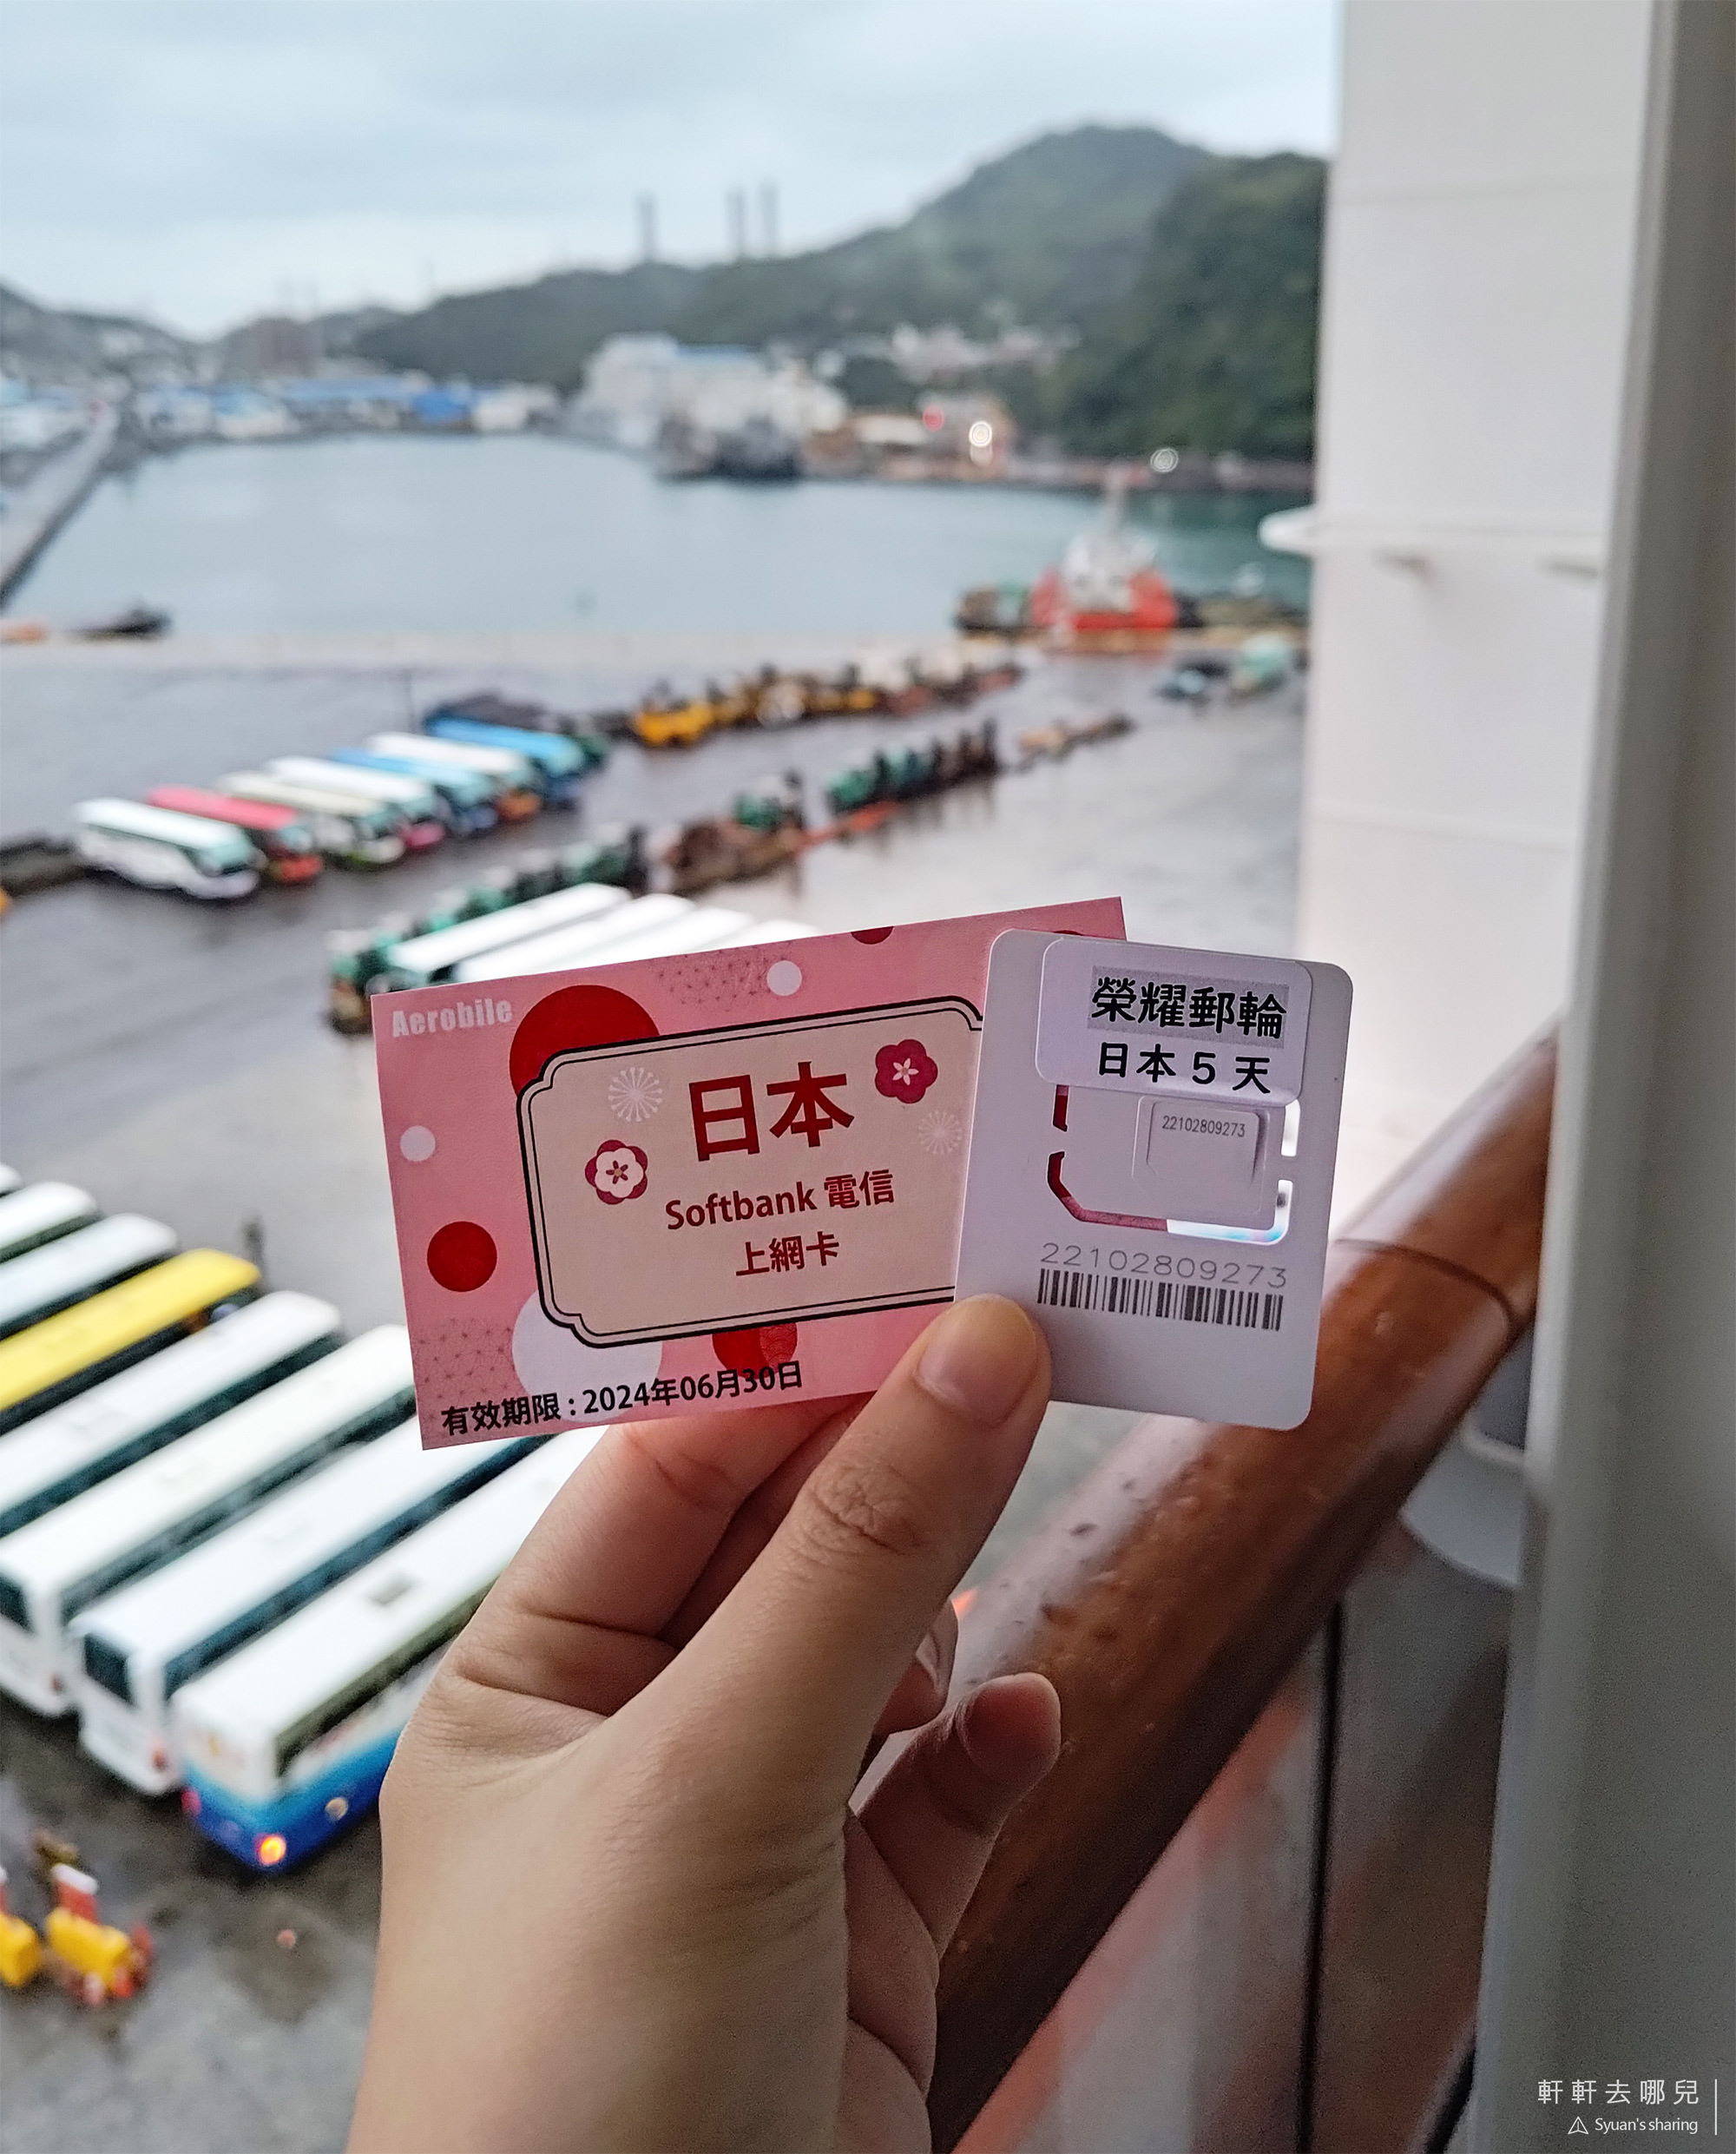 Aerobile
日本
Softbank 電信
上網卡
有效期限 : 2024年06月30日
榮耀郵輪
日本 5 天
22102809273
22102809273
軒軒去哪兒
Syuan's sharing